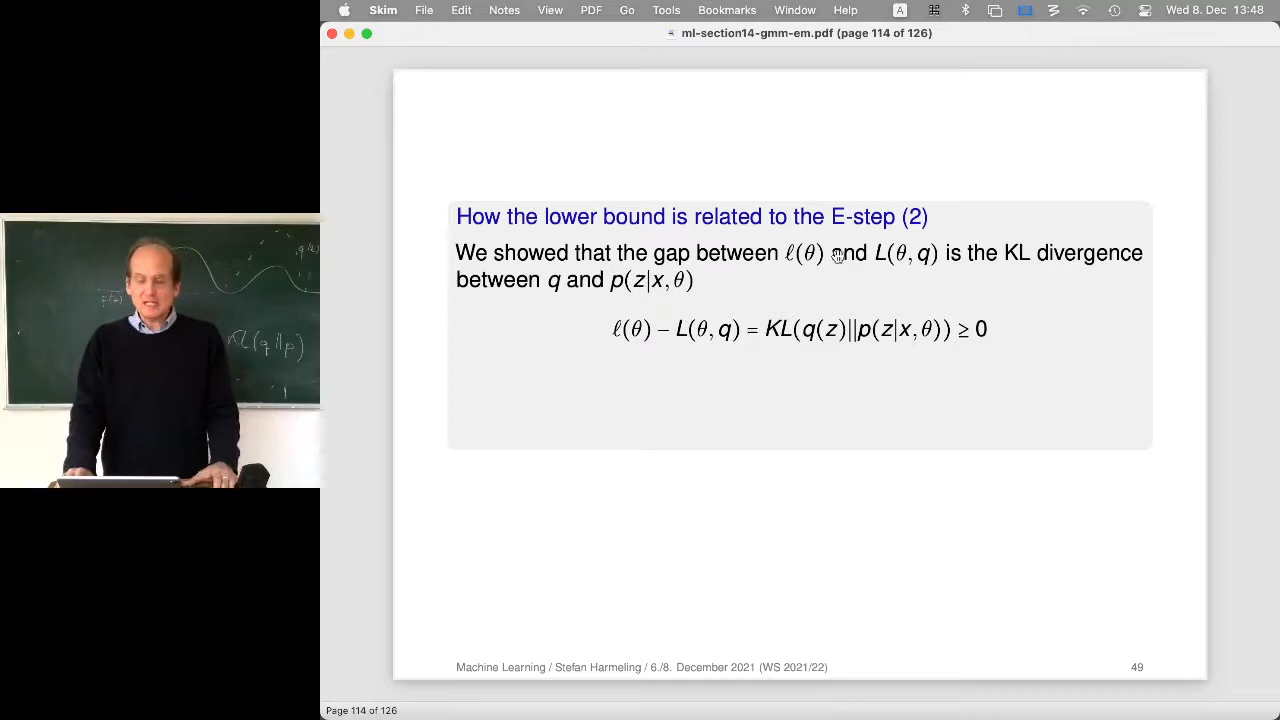 Skim File Edit Notes View PDF Go Tools Bookmarks Window Help A Wed 8. Dec 13:48
ml-section14-gmm-em.pdf (page 114 of 126)
How the lower bound is related to the E-step (2)
We showed that the gap between ℓ(θ) and L(θ, q) is the KL divergence
between q and p(z|x, θ)
ℓ(θ) − L(θ, q) = KL(q(z)||p(z|x, θ)) ≥ 0
KL(q||p)
Machine Learning / Stefan Harmeling / 6./8. December 2021 (WS 2021/22)
49
Page 114 of 126